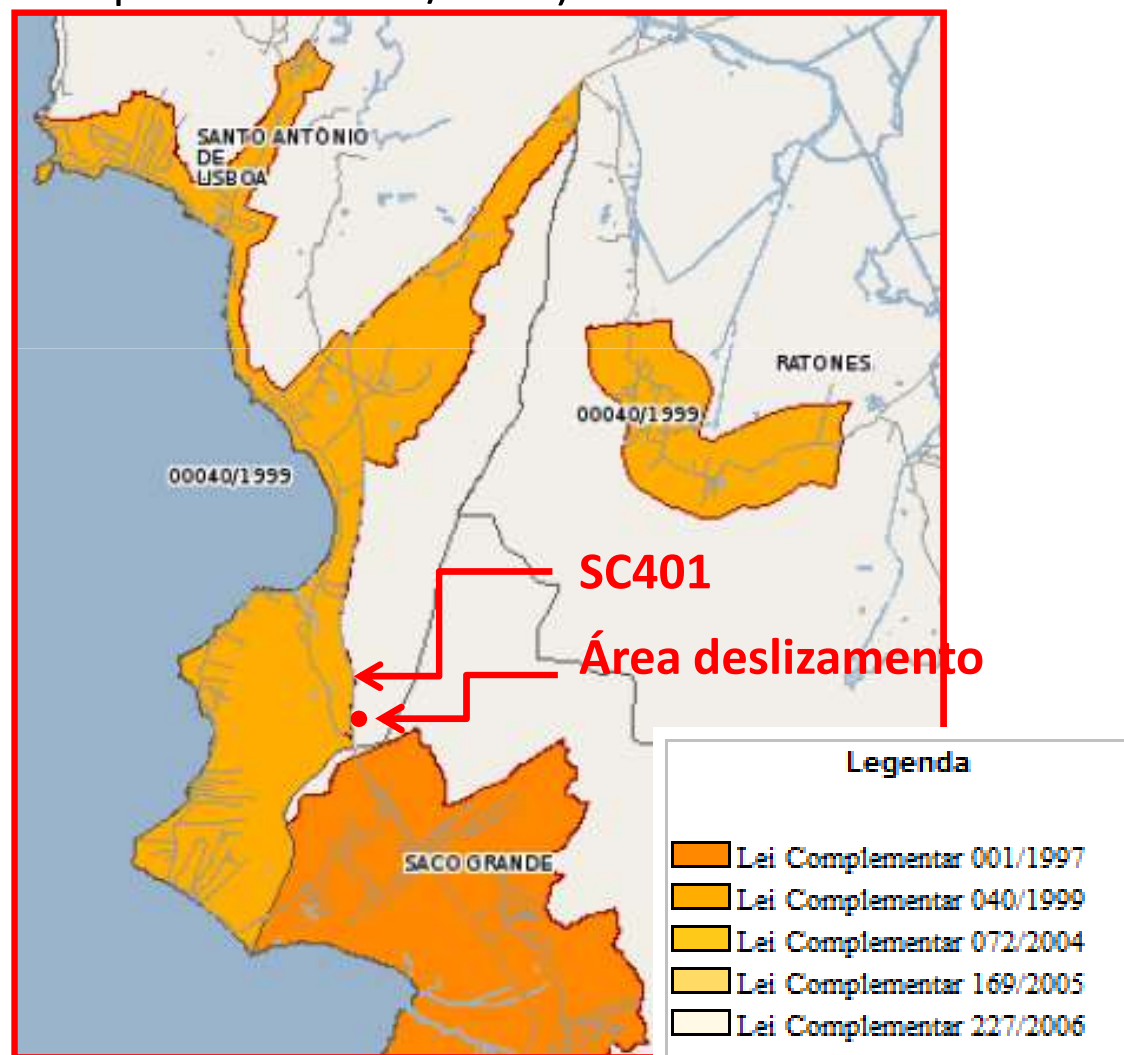 SANTO ANTÔNIO
DE
LISBOA
RATONES
00040/1999
00040/1999
SC401
Área deslizamento
SACO GRANDE
Legenda
Lei Complementar 001/1997
Lei Complementar 040/1999
Lei Complementar 072/2004
Lei Complementar 169/2005
Lei Complementar 227/2006